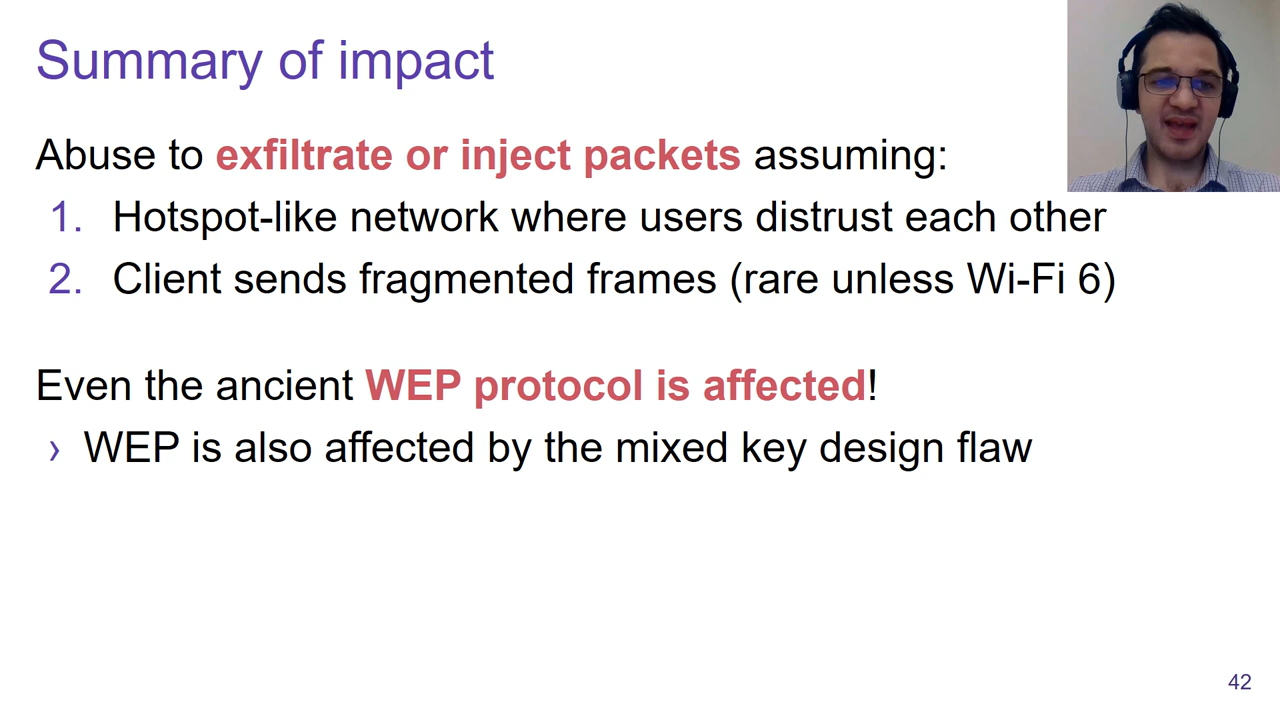 Summary of impact
Abuse to exfiltrate or inject packets assuming:
1. Hotspot-like network where users distrust each other
2. Client sends fragmented frames (rare unless Wi-Fi 6)
Even the ancient WEP protocol is affected!
› WEP is also affected by the mixed key design flaw
42